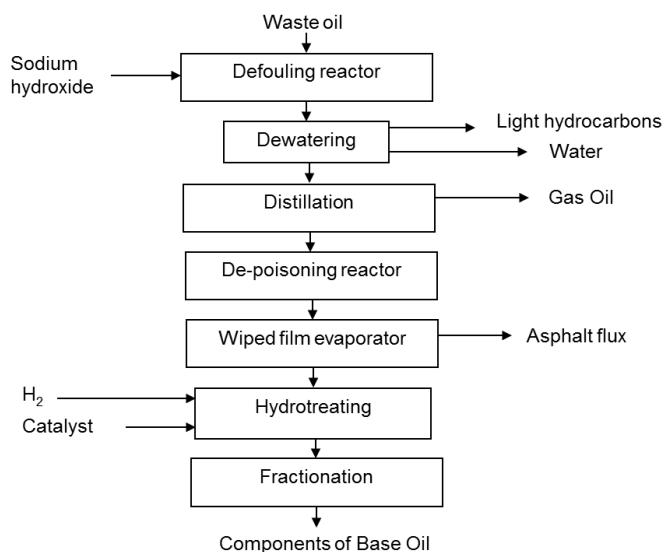 Waste oil
Sodium
hydroxide
Defouling reactor
Light hydrocarbons
Dewatering
Water
Distillation
Gas Oil
De-poisoning reactor
Wiped film evaporator
Asphalt flux
H₂
Hydrotreating
Catalyst
Fractionation
Components of Base Oil